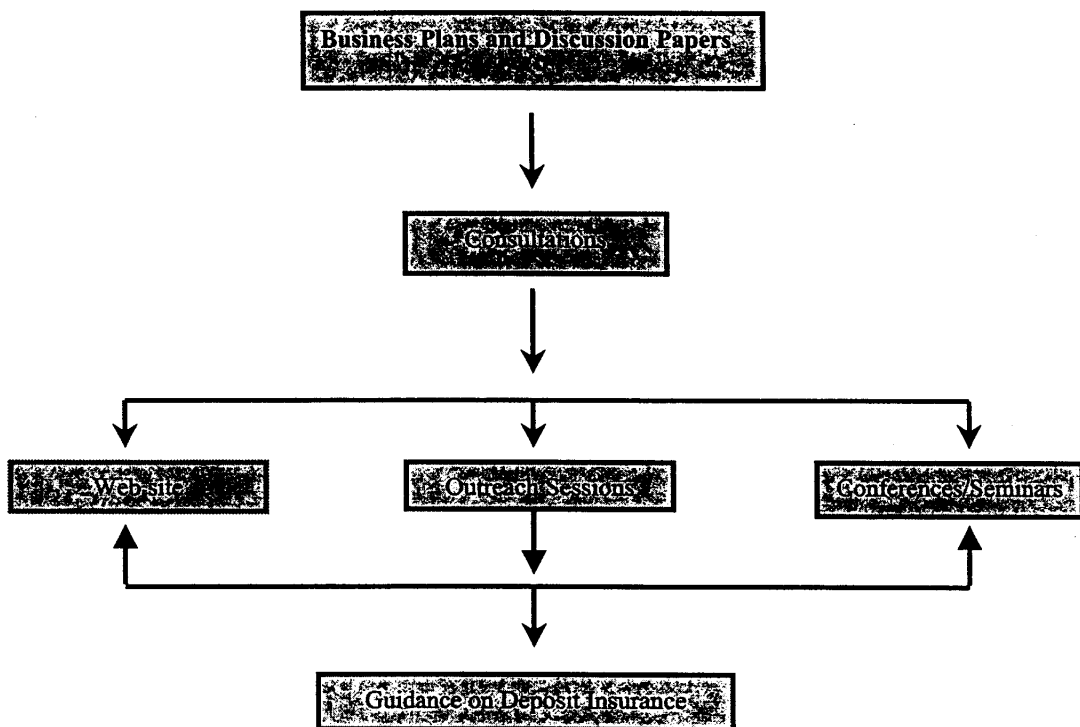 Business Plans and Discussion Papers
Consultations
Web site
Outreach Sessions
Conferences/Seminars
Guidance on Deposit Insurance